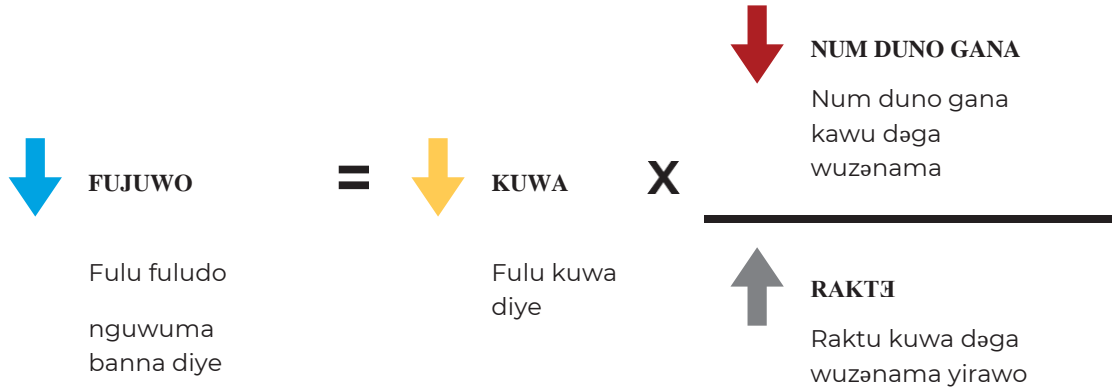 FUJUWO
Fulu fuludo
nguwuma
banna diye
=
KUWA
Fulu kuwa
diye
X
NUM DUNO GANA
Num duno gana
kawu dəga
wuzənama
RAKTƎ
Raktu kuwa dəga
wuzənama yirawo